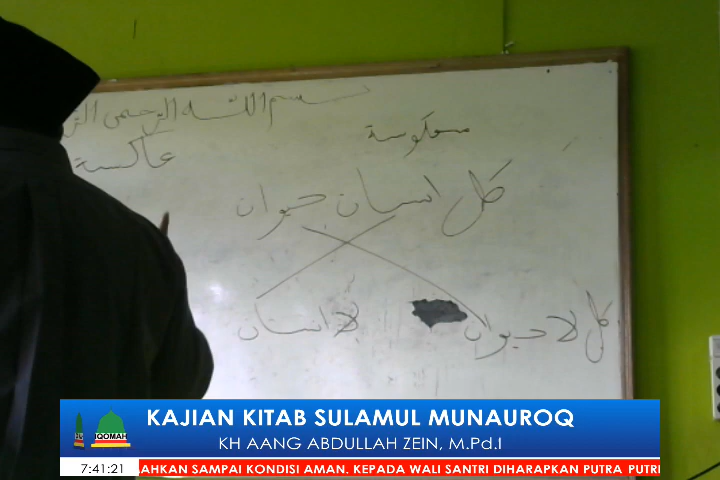 بسم الله الرحمن الر
معكوسة
عاكسة
كل انسان حيوان
كل لا حيوان لا انسان
IQOMAH
KAJIAN KITAB SULAMUL MUNAUROQ
KH AANG ABDULLAH ZEIN, M.Pd.I
7:41:21 AHKAN SAMPAI KONDISI AMAN. KEPADA WALI SANTRI DIHARAPKAN PUTRA PUTRI